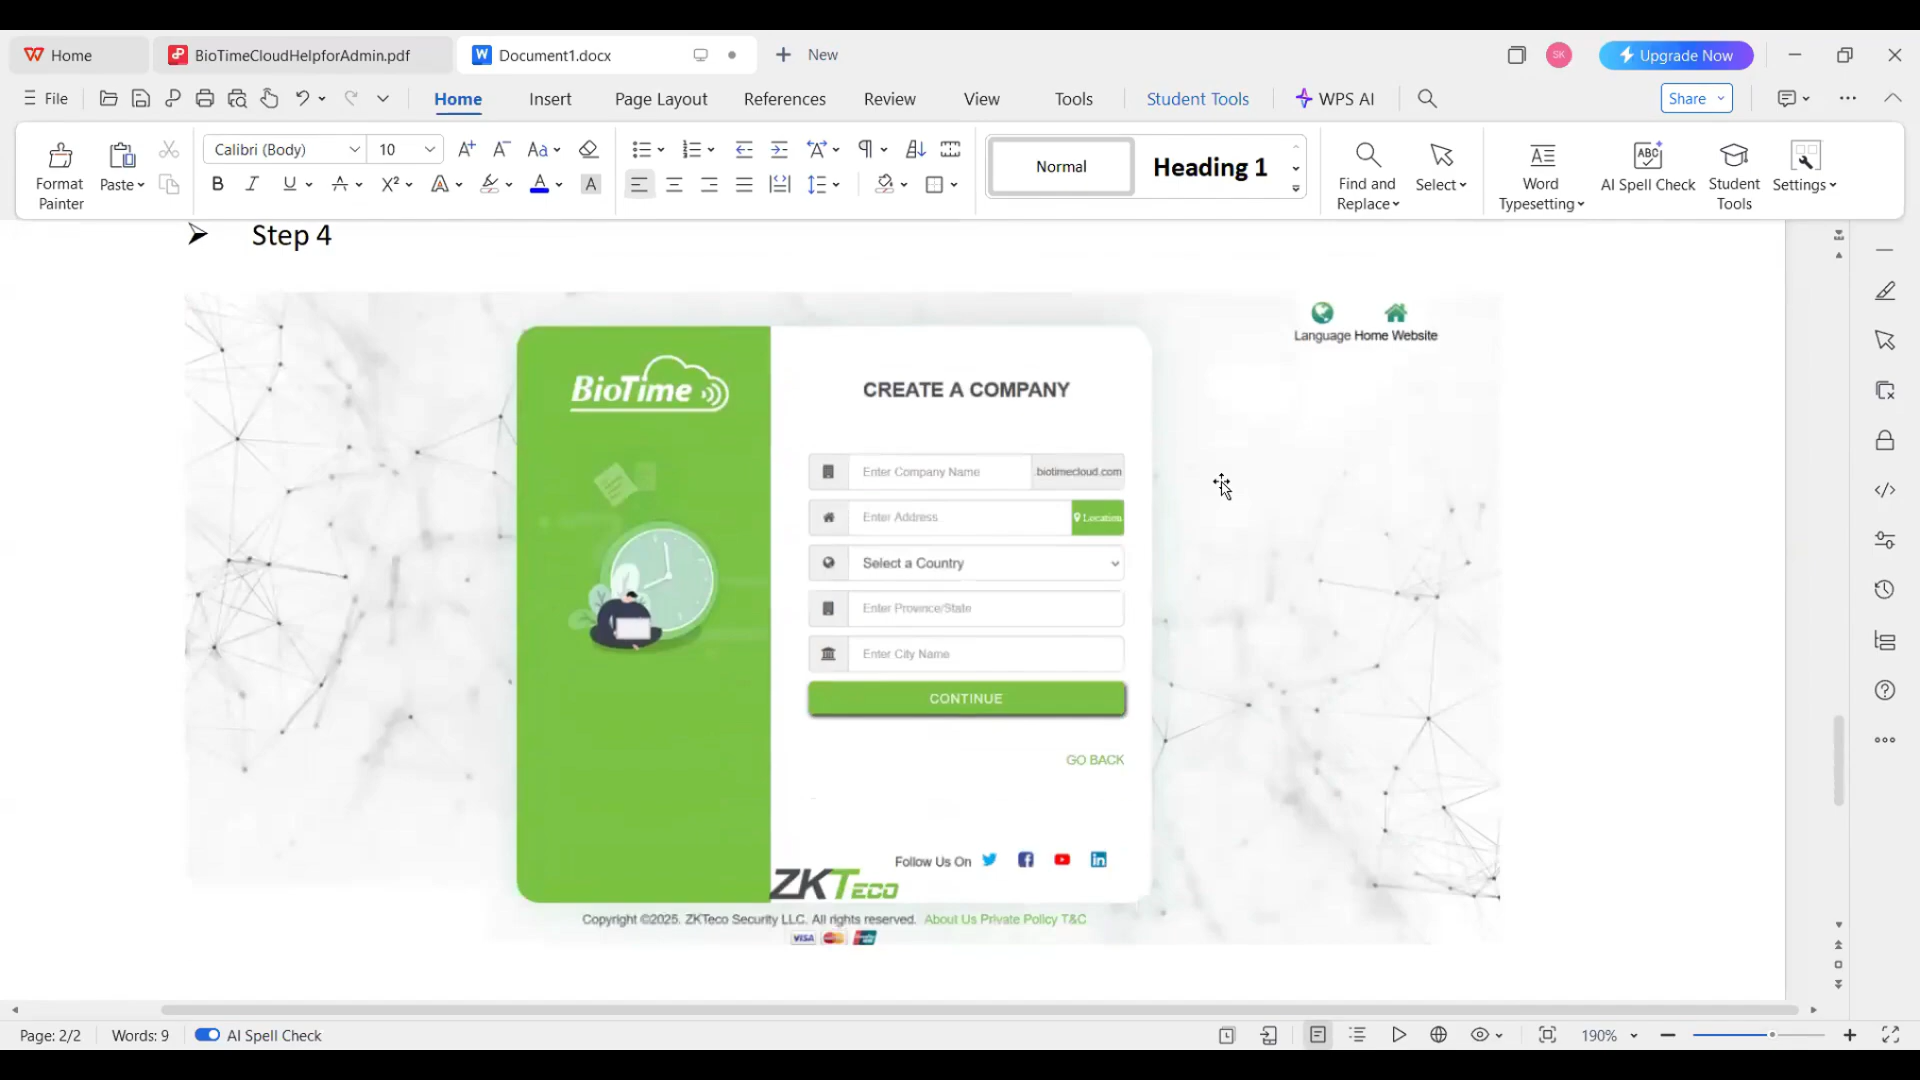 Home
BioTimeCloudHelpforAdmin.pdf
Document1.docx
New
SK
Upgrade Now
File
Home
Insert
Page Layout
References
Review
View
Tools
Student Tools
WPS AI
Share
Format Painter
Paste
Calibri (Body)
10
Normal
Heading 1
Find and Replace
Select
Word Typesetting
AI Spell Check
Student Tools
Settings
Step 4
Language Home Website
BioTime
CREATE A COMPANY
Enter Company Name
.biotimecloud.com
Enter Address
Location
Select a Country
Enter Province/State
Enter City Name
CONTINUE
GO BACK
Follow Us On
ZKTeco
Copyright ©2025. ZKTeco Security LLC. All rights reserved. About Us Private Policy T&C
VISA
Page: 2/2
Words: 9
AI Spell Check
190%